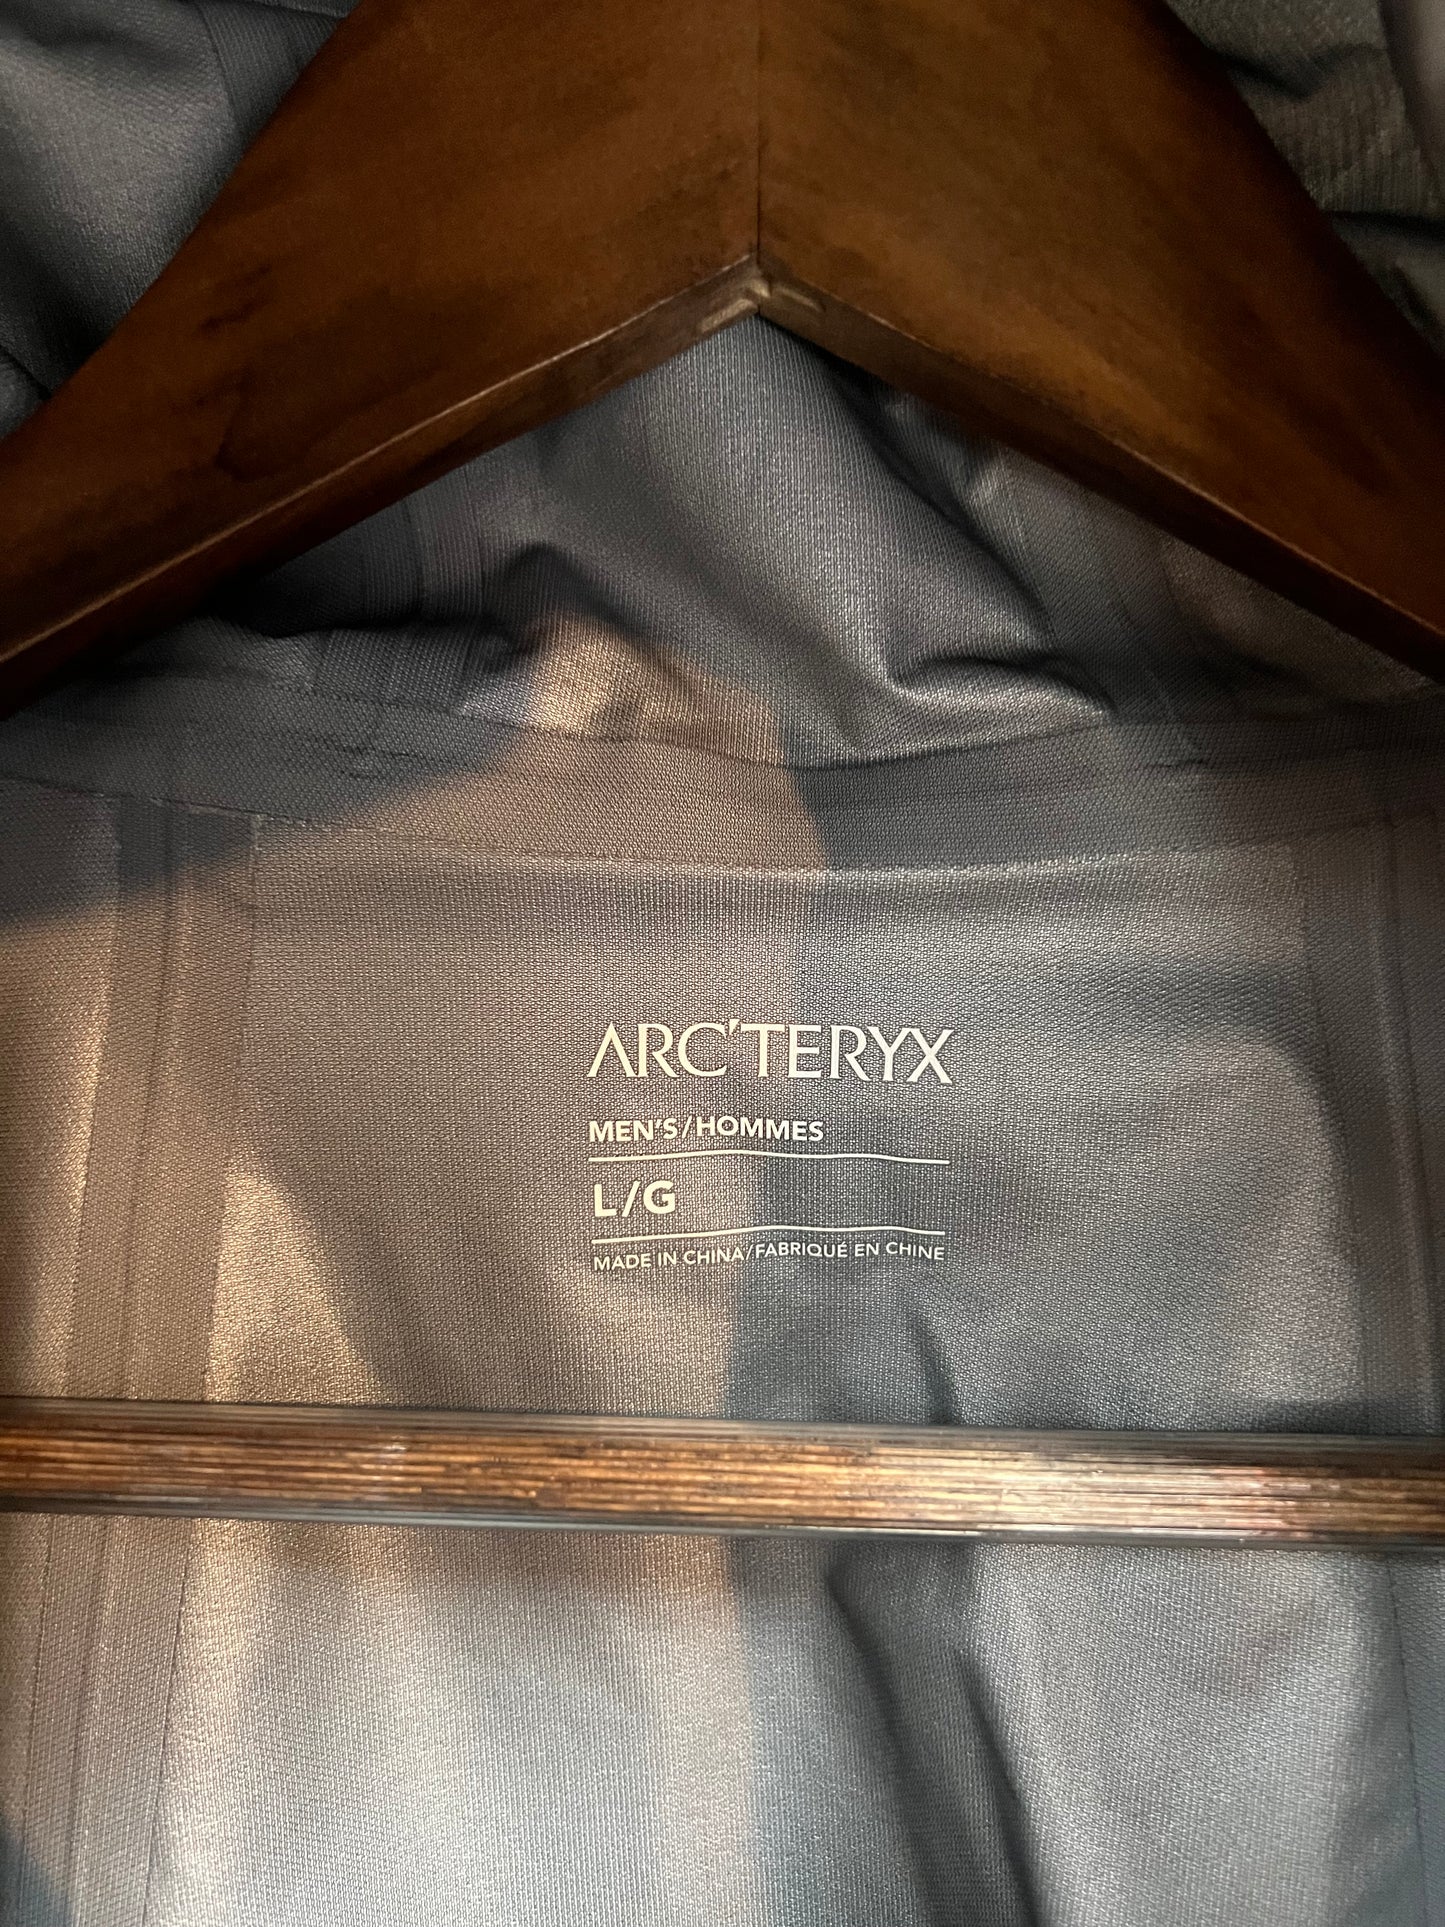 ARC'TERYX
MEN'S/HOMMES
L/G
MADE IN CHINA/FABRIQUÉ EN CHINE